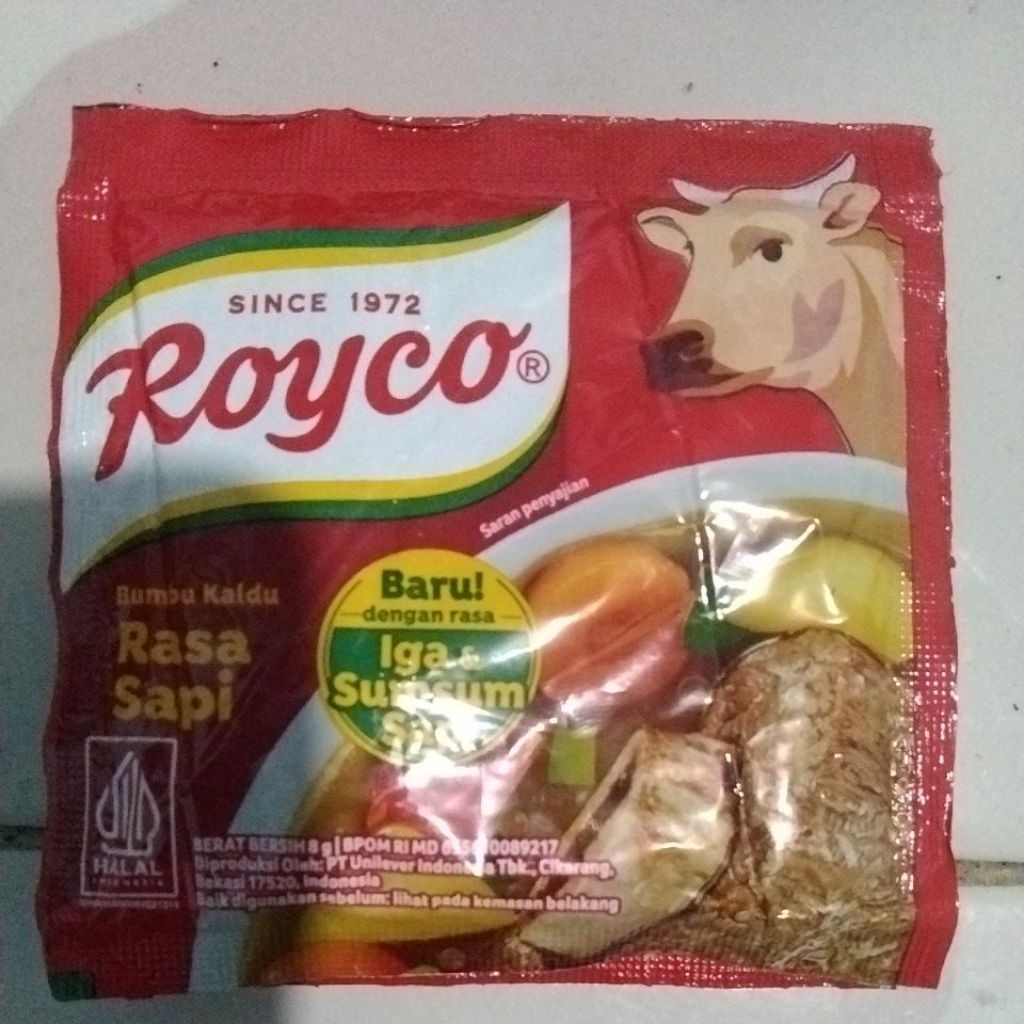 SINCE 1972
Royco®
Saran penyajian
Bumbu Kaldu
Rasa
Sapi
Baru!
dengan rasa
Iga &
Sumsum
Sapi
HALAL
INDONESIA
BERAT BERSIH 8 g | BPOM RI MD
Diproduksi Oleh: PT Unilever Indonesia Tbk., Cikarang,
Bekasi 17520, Indonesia
Baik digunakan sebelum: lihat pada kemasan belakang